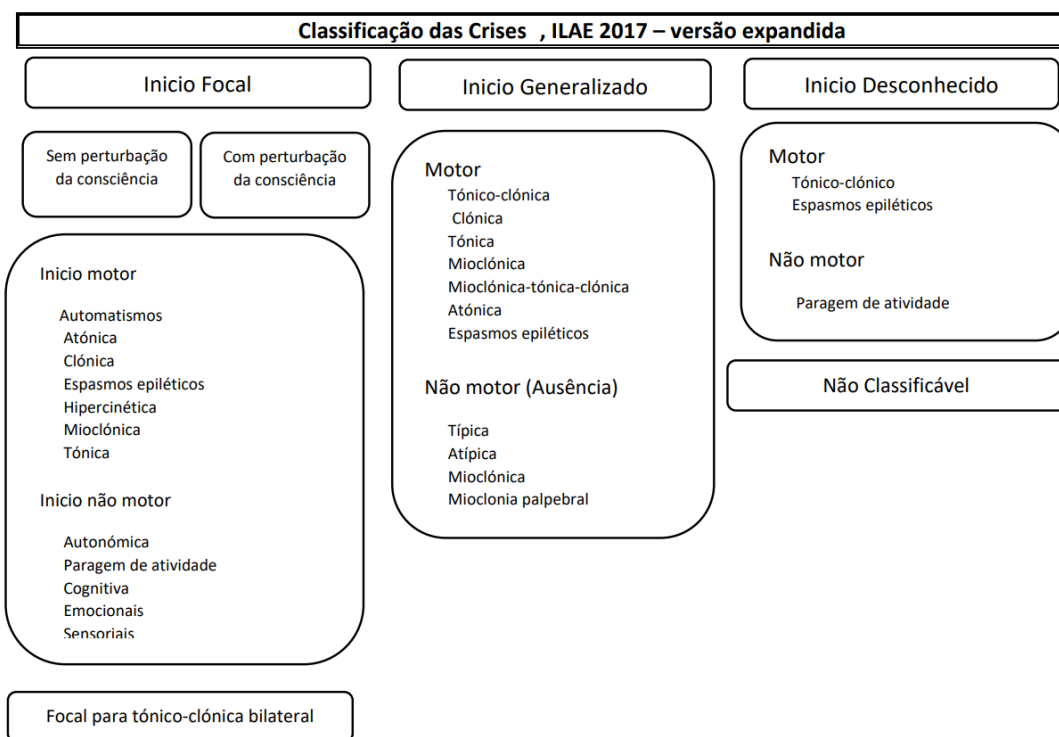 Classificação das Crises , ILAE 2017 – versão expandida
Inicio Focal
Sem perturbação
da consciência
Com perturbação
da consciência
Inicio motor
Automatismos
Atónica
Clónica
Espasmos epiléticos
Hipercinética
Mioclónica
Tónica
Inicio não motor
Autonómica
Paragem de atividade
Cognitiva
Emocionais
Sensoriais
Focal para tónico-clónica bilateral
Inicio Generalizado
Motor
Tónico-clónica
Clónica
Tónica
Mioclónica
Mioclónica-tónica-clónica
Atónica
Espasmos epiléticos
Não motor (Ausência)
Típica
Atípica
Mioclónica
Mioclonia palpebral
Inicio Desconhecido
Motor
Tónico-clónico
Espasmos epiléticos
Não motor
Paragem de atividade
Não Classificável